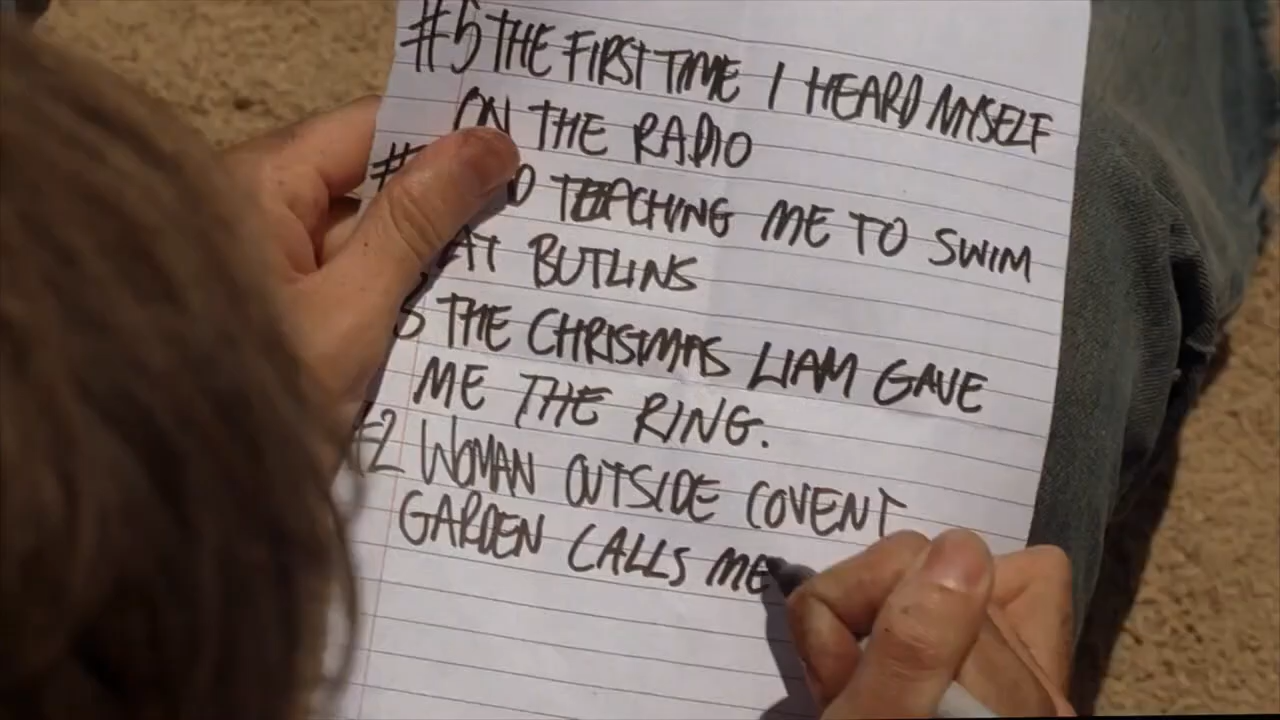 #5 THE FIRST TIME I HEARD MYSELF
ON THE RADIO
# TEACHING ME TO SWIM
AT BUTLINS
3 THE CHRISTMAS LIAM GAVE
ME THE RING.
#2 WOMAN OUTSIDE COVENT
GARDEN CALLS ME